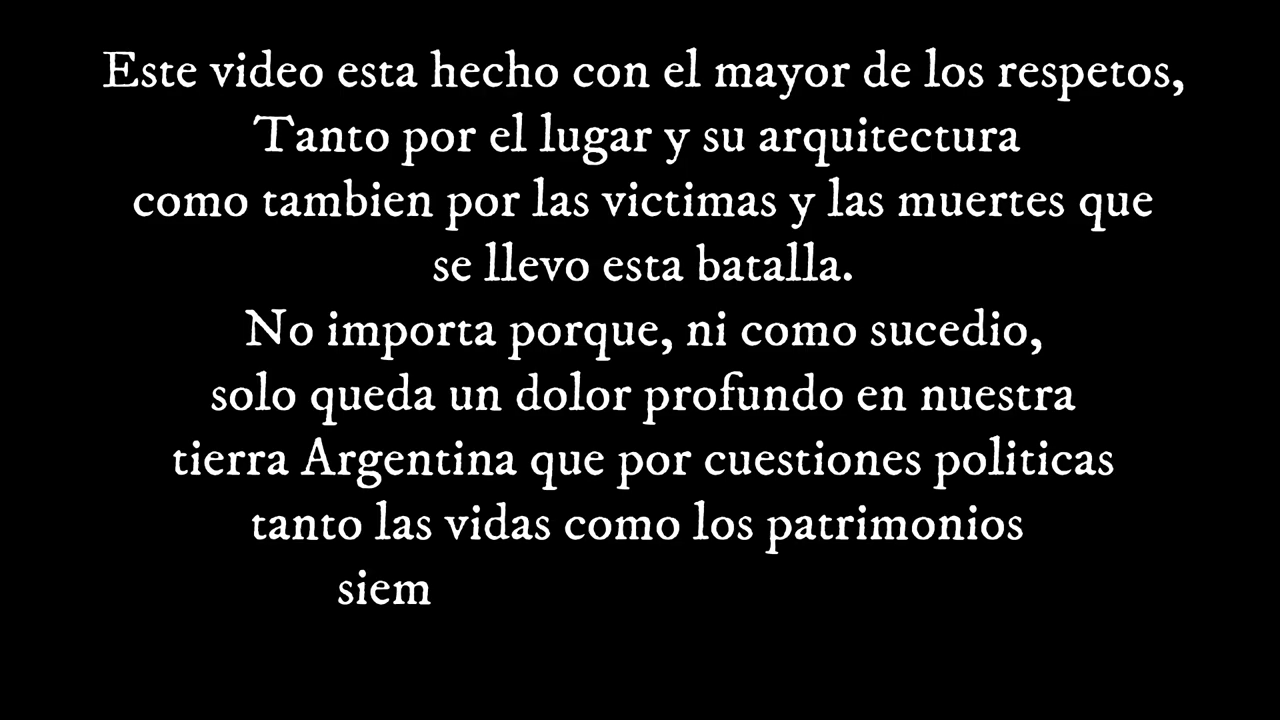 Este video esta hecho con el mayor de los respetos,
Tanto por el lugar y su arquitectura
como tambien por las victimas y las muertes que
se llevo esta batalla.
No importa porque, ni como sucedio,
solo queda un dolor profundo en nuestra
tierra Argentina que por cuestiones politicas
tanto las vidas como los patrimonios
siem